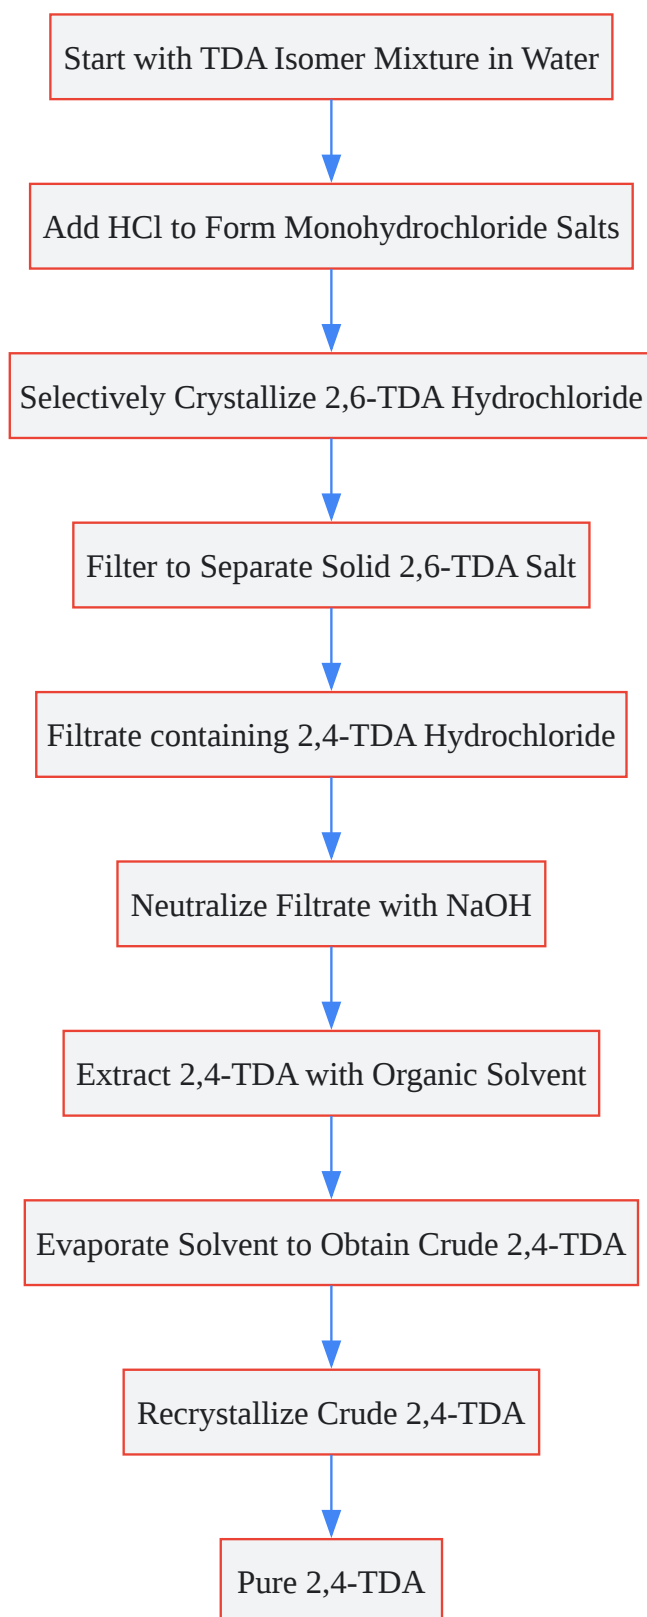 Start with TDA Isomer Mixture in Water
Add HCl to Form Monohydrochloride Salts
Selectively Crystallize 2,6-TDA Hydrochloride
Filter to Separate Solid 2,6-TDA Salt
Filtrate containing 2,4-TDA Hydrochloride
Neutralize Filtrate with NaOH
Extract 2,4-TDA with Organic Solvent
Evaporate Solvent to Obtain Crude 2,4-TDA
Recrystallize Crude 2,4-TDA
Pure 2,4-TDA